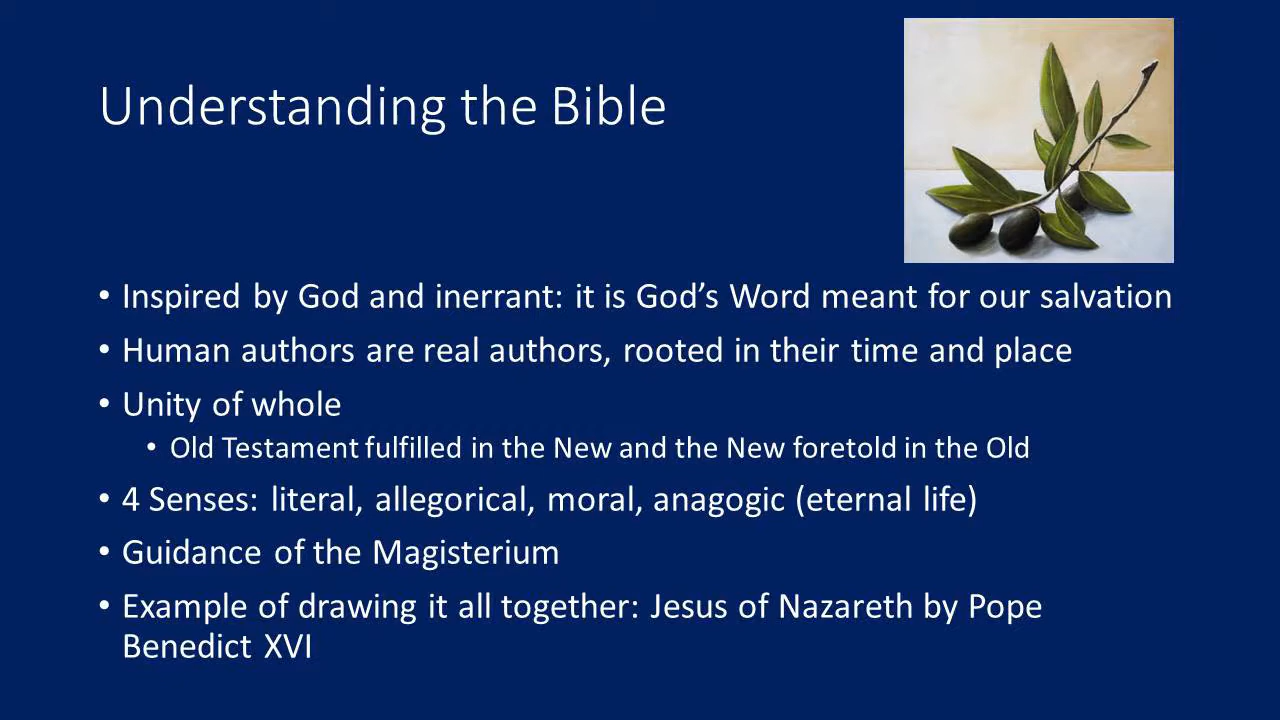 Understanding the Bible
• Inspired by God and inerrant: it is God’s Word meant for our salvation
• Human authors are real authors, rooted in their time and place
• Unity of whole
• Old Testament fulfilled in the New and the New foretold in the Old
• 4 Senses: literal, allegorical, moral, anagogic (eternal life)
• Guidance of the Magisterium
• Example of drawing it all together: Jesus of Nazareth by Pope
Benedict XVI